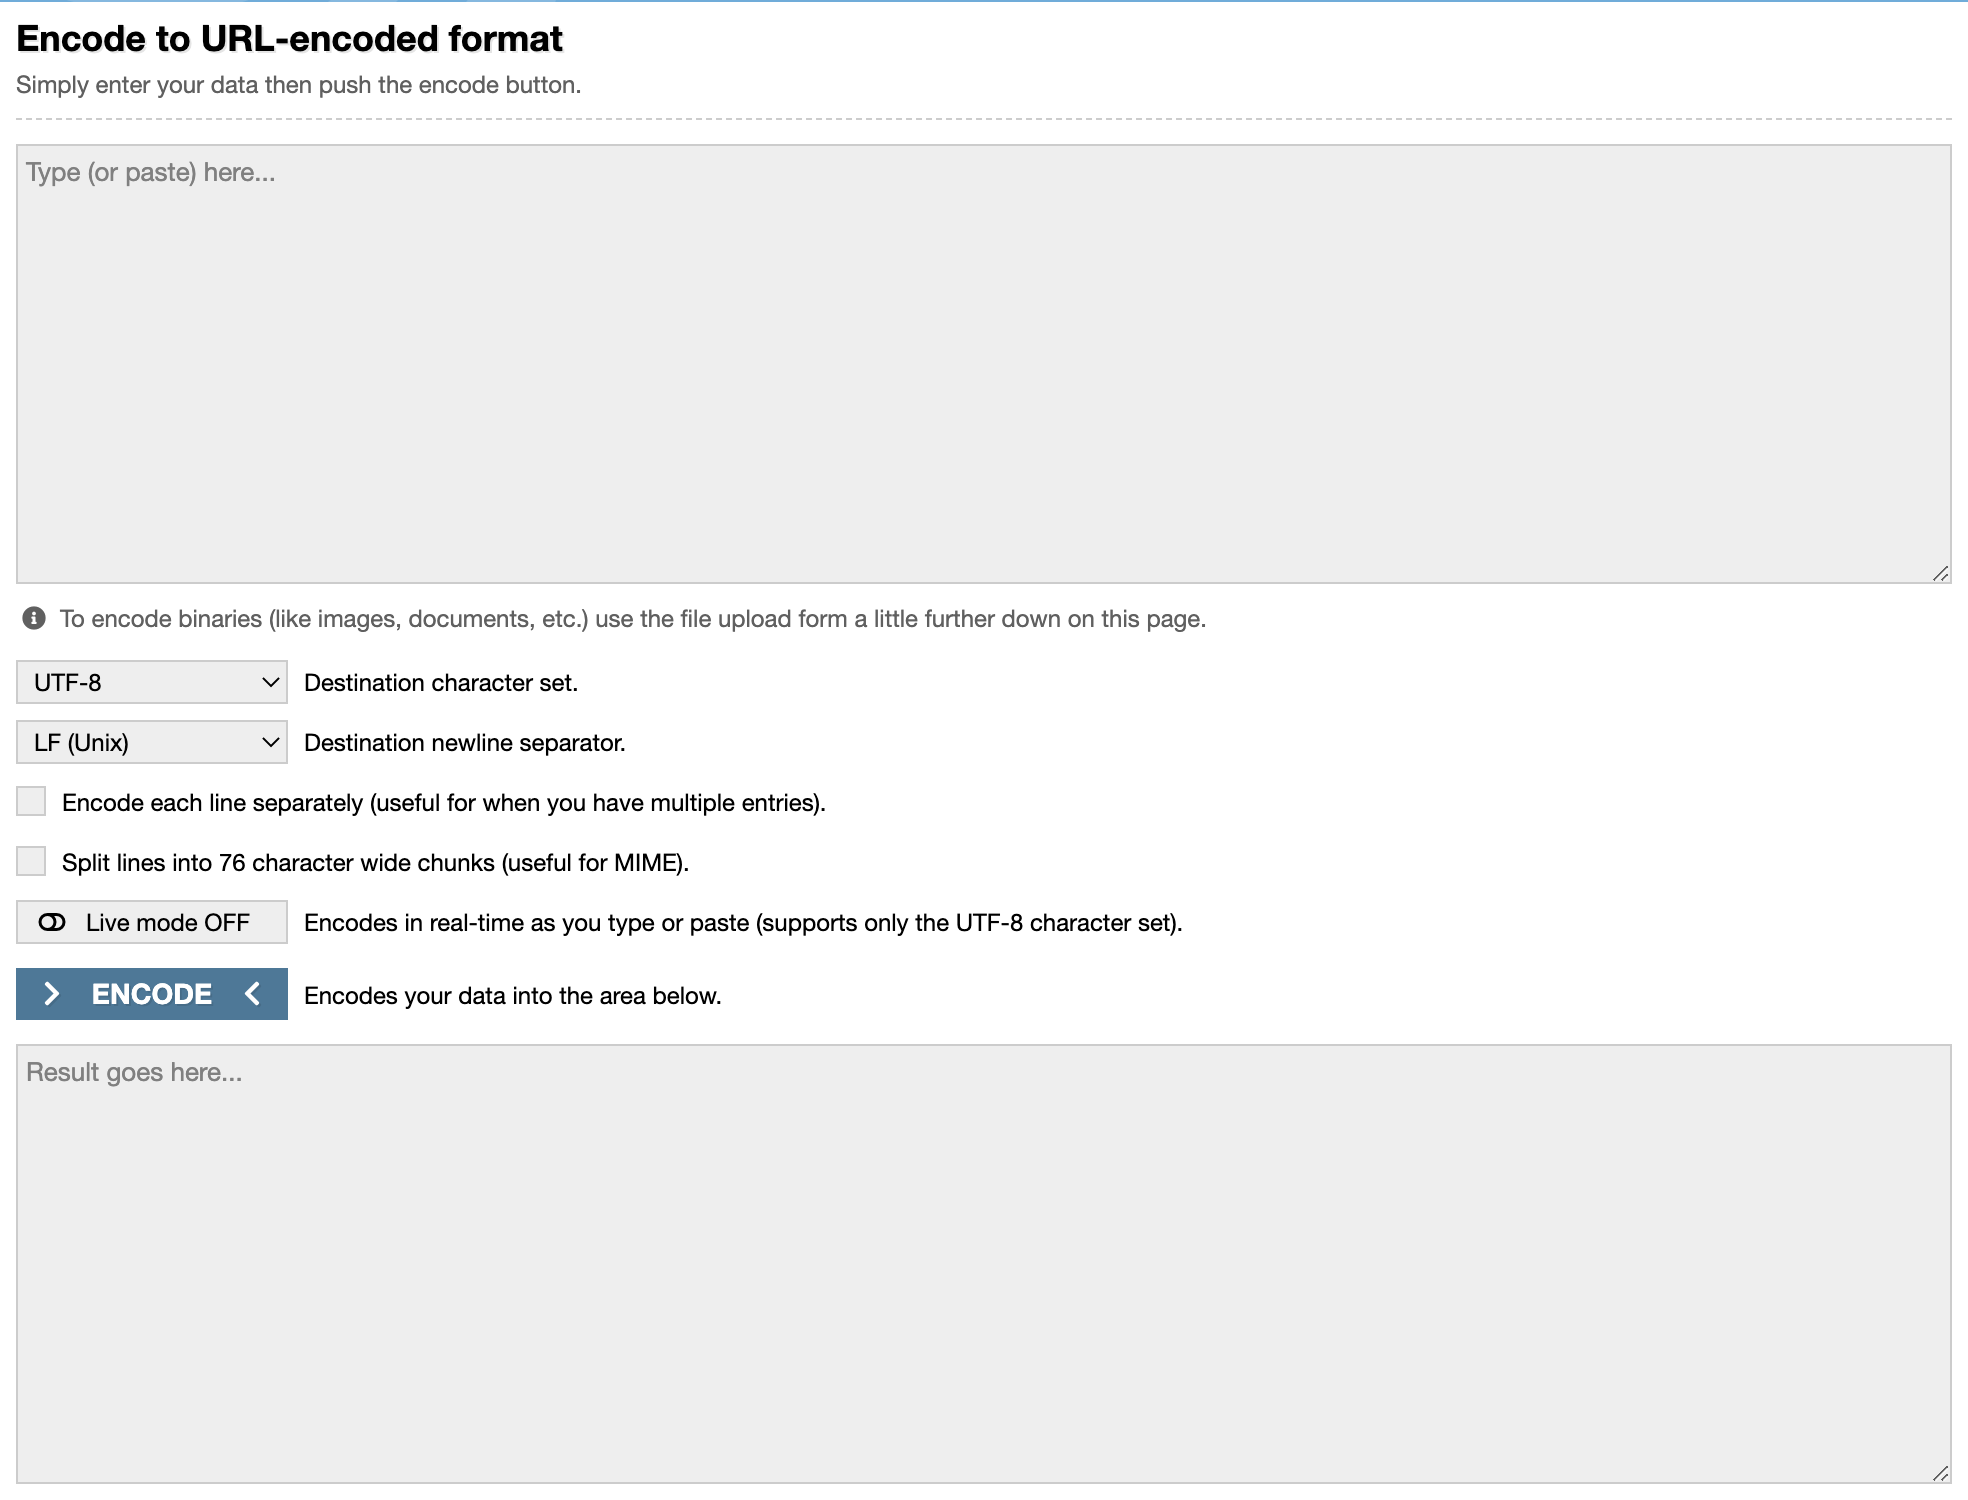 Encode to URL-encoded format
Simply enter your data then push the encode button.
Type (or paste) here...
To encode binaries (like images, documents, etc.) use the file upload form a little further down on this page.
UTF-8 Destination character set.
LF (Unix) Destination newline separator.
Encode each line separately (useful for when you have multiple entries).
Split lines into 76 character wide chunks (useful for MIME).
Live mode OFF Encodes in real-time as you type or paste (supports only the UTF-8 character set).
> ENCODE < Encodes your data into the area below.
Result goes here...